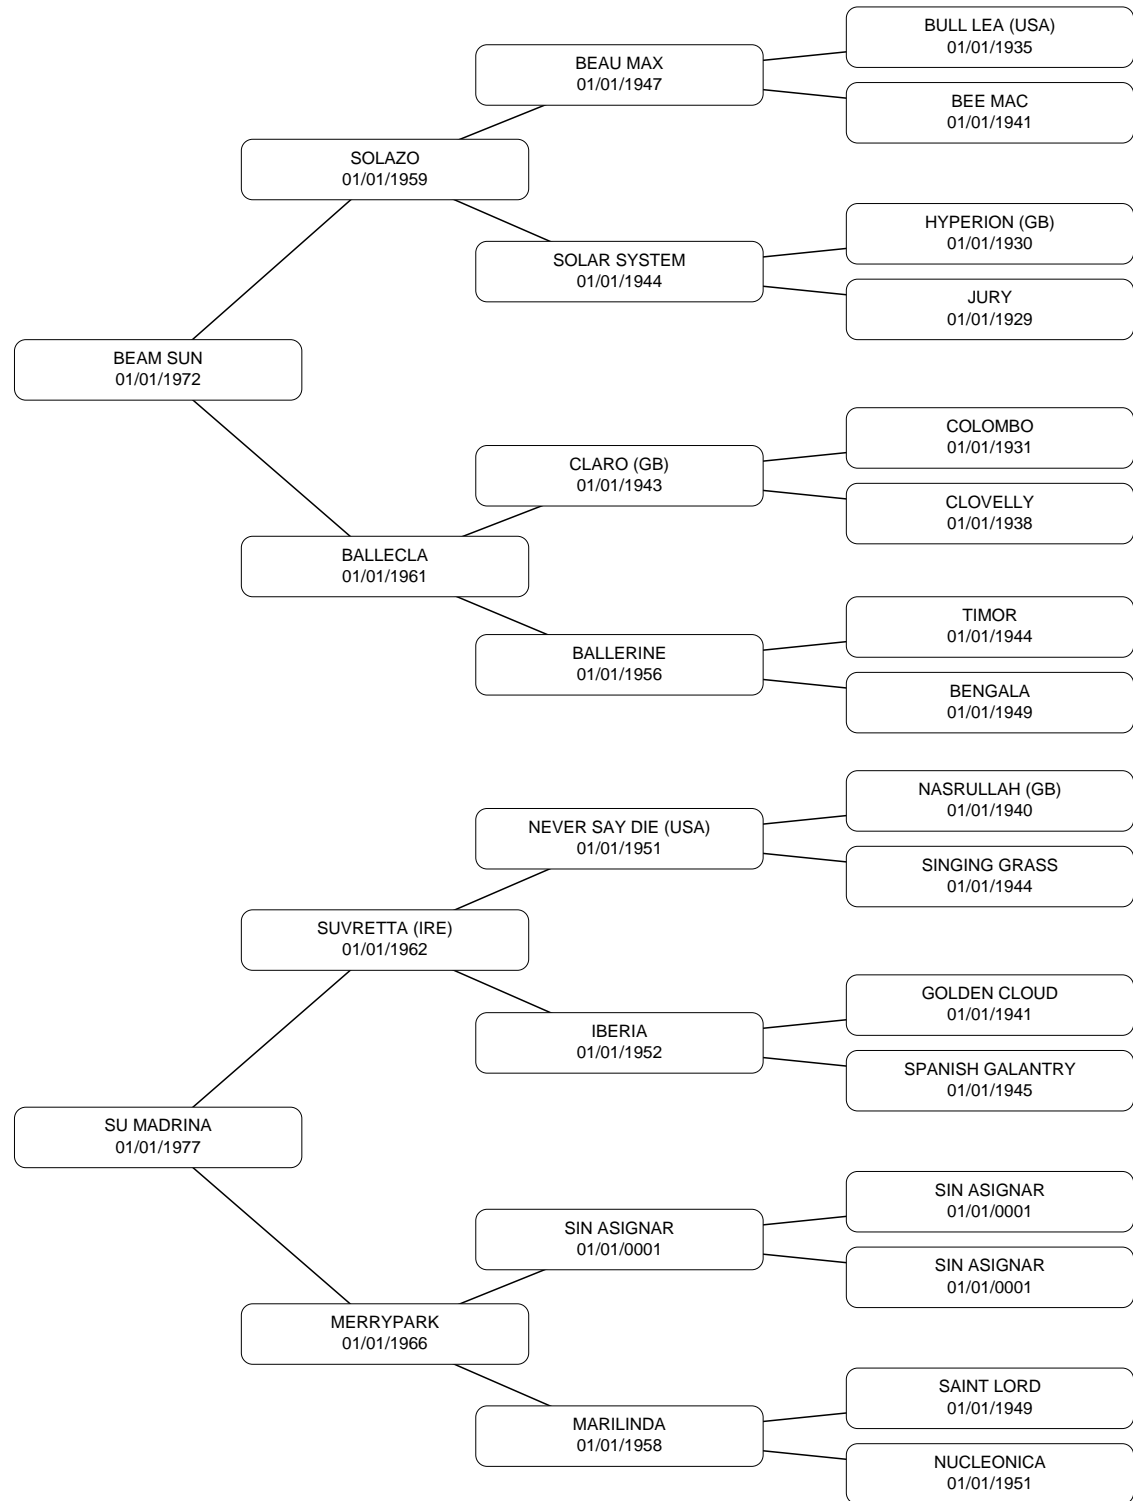 BULL LEA (USA)
01/01/1935
BEAU MAX
01/01/1947
BEE MAC
01/01/1941
SOLAZO
01/01/1959
HYPERION (GB)
01/01/1930
SOLAR SYSTEM
01/01/1944
JURY
01/01/1929
BEAM SUN
01/01/1972
COLOMBO
01/01/1931
CLARO (GB)
01/01/1943
CLOVELLY
01/01/1938
BALLECLA
01/01/1961
TIMOR
01/01/1944
BALLERINE
01/01/1956
BENGALA
01/01/1949
NASRULLAH (GB)
01/01/1940
NEVER SAY DIE (USA)
01/01/1951
SINGING GRASS
01/01/1944
SUVRETTA (IRE)
01/01/1962
GOLDEN CLOUD
01/01/1941
IBERIA
01/01/1952
SPANISH GALANTRY
01/01/1945
SU MADRINA
01/01/1977
SIN ASIGNAR
01/01/0001
SIN ASIGNAR
01/01/0001
SIN ASIGNAR
01/01/0001
MERRYPARK
01/01/1966
SAINT LORD
01/01/1949
MARILINDA
01/01/1958
NUCLEONICA
01/01/1951